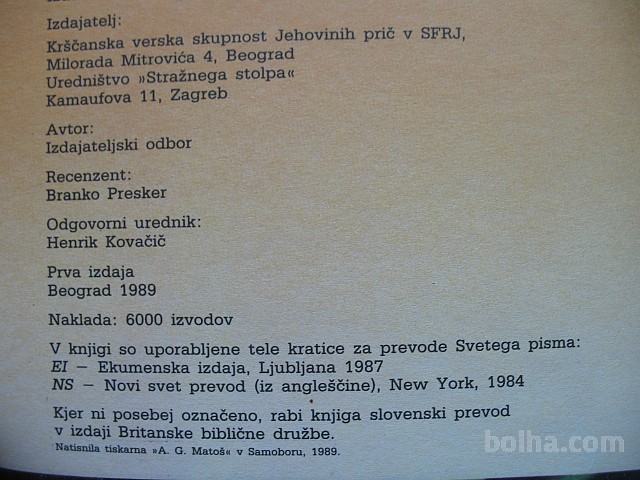 Izdajatelj:
Krščanska verska skupnost Jehovinih prič v SFRJ,
Milorada Mitrovića 4, Beograd
Uredništvo »Stražnega stolpa«
Kamaufova 11, Zagreb
Avtor:
Izdajateljski odbor
Recenzent:
Branko Presker
Odgovorni urednik:
Henrik Kovačič
Prva izdaja
Beograd 1989
Naklada: 6000 izvodov
V knjigi so uporabljene tele kratice za prevode Svetega pisma:
EI – Ekumenska izdaja, Ljubljana 1987
NS – Novi svet prevod (iz angleščine), New York, 1984
Kjer ni posebej označeno, rabi knjiga slovenski prevod
v izdaji Britanske biblične družbe.
Natisnila tiskarna »A. G. Matoš« v Samoboru, 1989.
bolha.com